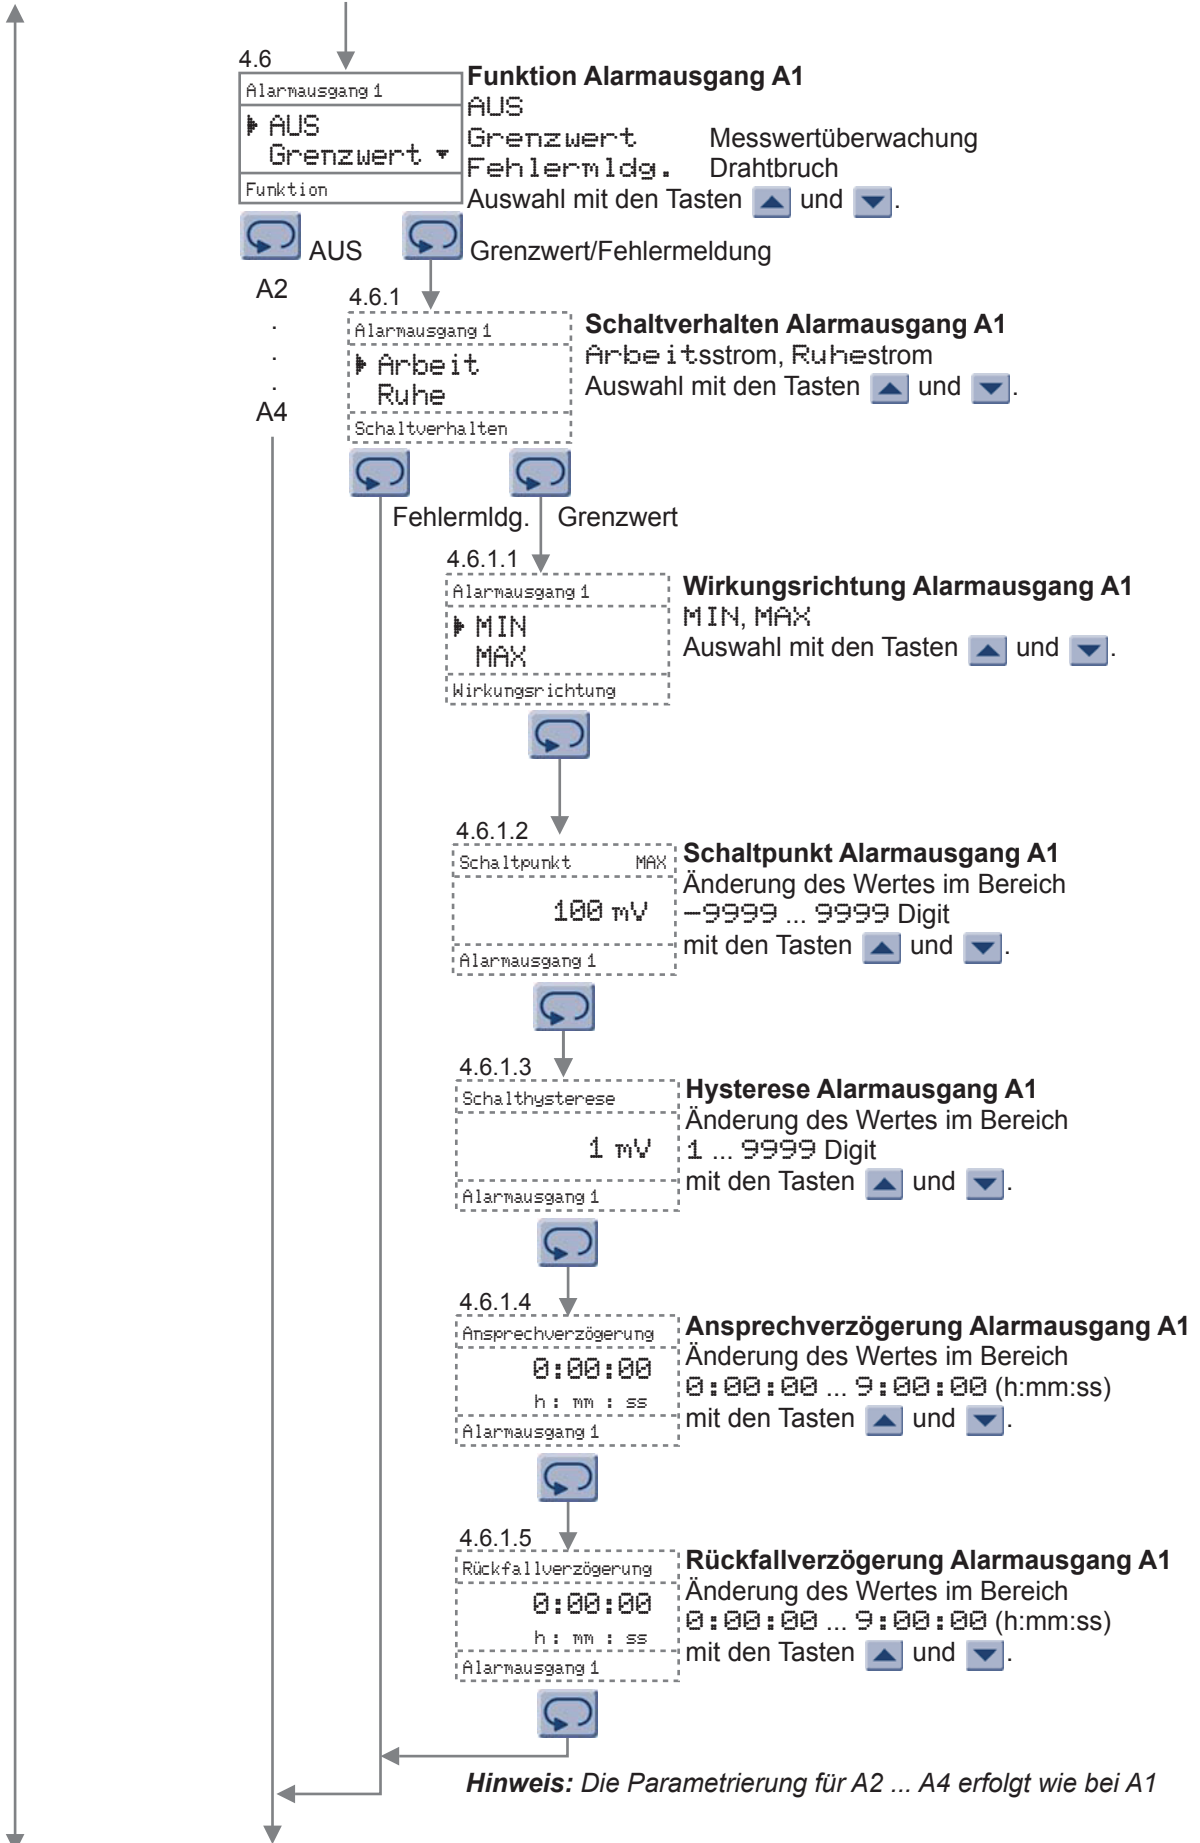 4.6
Alarmausgang 1
AUS
Grenzwert
Funktion
Funktion Alarmausgang A1
AUS
Grenzwert Messwertüberwachung
Fehlermldg. Drahtbruch
Auswahl mit den Tasten und .
AUS
Grenzwert/Fehlermeldung
A2
.
.
.
A4
4.6.1
Alarmausgang 1
Arbeit
Ruhe
Schaltverhalten
Schaltverhalten Alarmausgang A1
Arbeitsstrom, Ruhestrom
Auswahl mit den Tasten und .
Fehlermldg.
Grenzwert
4.6.1.1
Alarmausgang 1
MIN
MAX
Wirkungsrichtung
Wirkungsrichtung Alarmausgang A1
MIN, MAX
Auswahl mit den Tasten und .
4.6.1.2
Schaltpunkt MAX
100 mV
Alarmausgang 1
Schaltpunkt Alarmausgang A1
Änderung des Wertes im Bereich
-9999 ... 9999 Digit
mit den Tasten und .
4.6.1.3
Schalthysterese
1 mV
Alarmausgang 1
Hysterese Alarmausgang A1
Änderung des Wertes im Bereich
1 ... 9999 Digit
mit den Tasten und .
4.6.1.4
Ansprechverzögerung
0:00:00
h : mm : ss
Alarmausgang 1
Ansprechverzögerung Alarmausgang A1
Änderung des Wertes im Bereich
0:00:00 ... 9:00:00 (h:mm:ss)
mit den Tasten und .
4.6.1.5
Rückfallverzögerung
0:00:00
h : mm : ss
Alarmausgang 1
Rückfallverzögerung Alarmausgang A1
Änderung des Wertes im Bereich
0:00:00 ... 9:00:00 (h:mm:ss)
mit den Tasten und .
Hinweis: Die Parametrierung für A2 ... A4 erfolgt wie bei A1